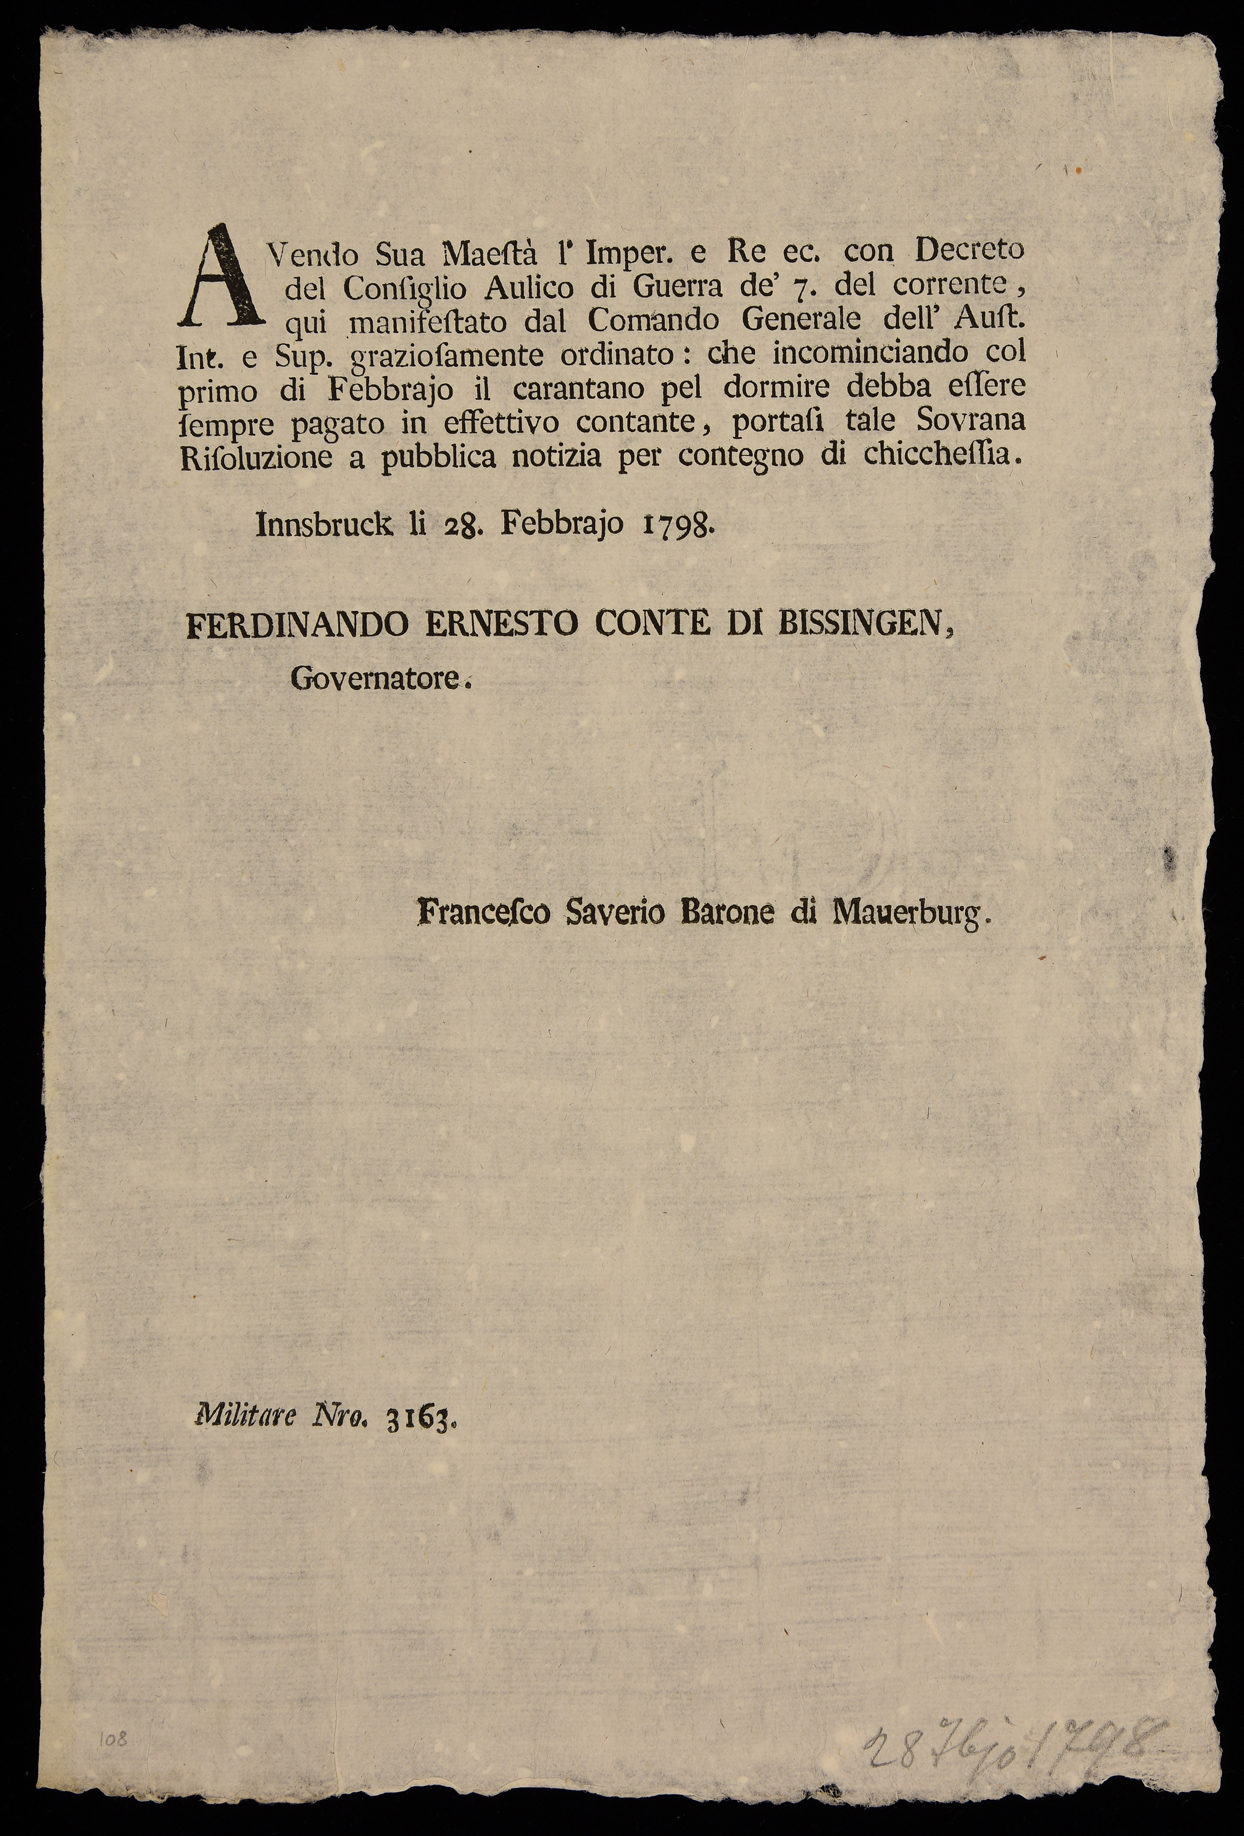 AVendo Sua Maeſtà l' Imper. e Re ec. con Decreto
del Conſiglio Aulico di Guerra de' 7. del corrente,
qui manifeſtato dal Comando Generale dell' Auſt.
Int. e Sup. grazioſamente ordinato: che incominciando col
primo di Febbrajo il carantano pel dormire debba eſſere
ſempre pagato in effettivo contante, portaſi tale Sovrana
Riſoluzione a pubblica notizia per contegno di chiccheſſia.
Innsbruck li 28. Febbrajo 1798.
FERDINANDO ERNESTO CONTE DI BISSINGEN,
Governatore.
Franceſco Saverio Barone di Mauerburg.
Militare Nro. 3163.
108
28 Fbjo 1798